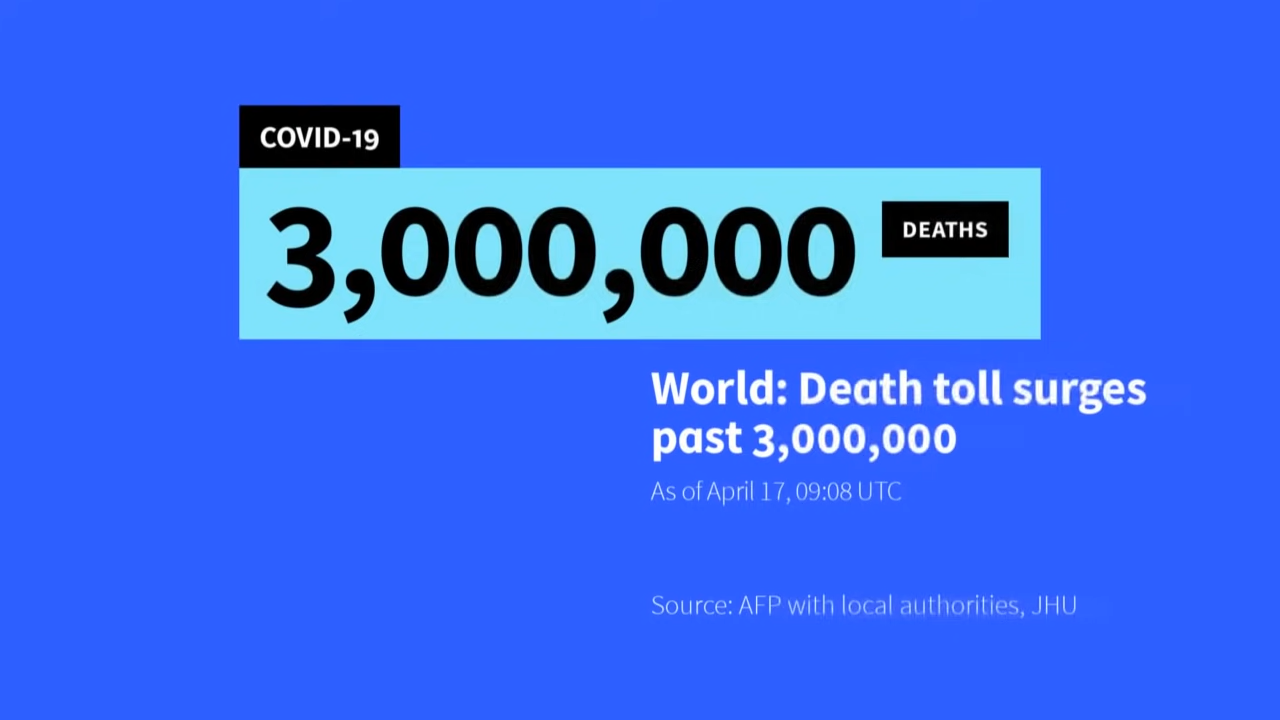 COVID-19
3,000,000 DEATHS
World: Death toll surges
past 3,000,000
As of April 17, 09:08 UTC
Source: AFP with local authorities, JHU